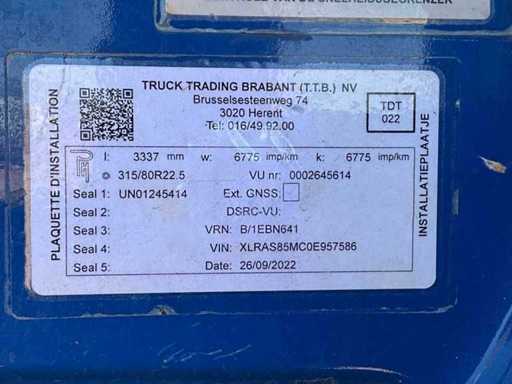 TRUCK TRADING BRABANT (T.T.B.) NV
Brusselsesteenweg 74
3020 Herent
Tel: 016/49.92.00
TDT
022
PLAQUETTE D'INSTALLATION
INSTALLATIEPLAATJE
l: 3337 mm w: 6775 imp/km k: 6775 imp/km
315/80R22.5 VU nr: 0002645614
Seal 1: UN01245414 Ext. GNSS:
Seal 2: DSRC-VU:
Seal 3: VRN: B/1EBN641
Seal 4: VIN: XLRAS85MC0E957586
Seal 5: Date: 26/09/2022